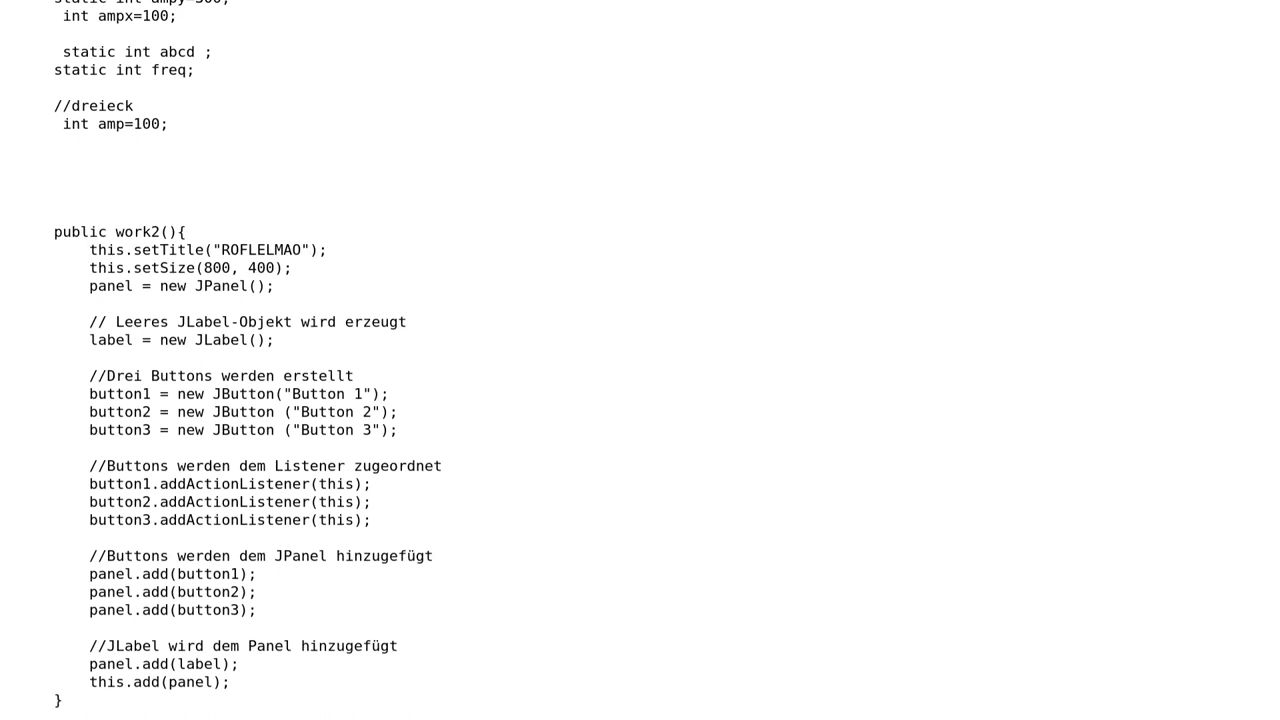 static int ampy=300;
int ampx=100;
static int abcd ;
static int freq;
//dreieck
int amp=100;
public work2(){
this.setTitle("ROFLELMAO");
this.setSize(800, 400);
panel = new JPanel();
// Leeres JLabel-Objekt wird erzeugt
label = new JLabel();
//Drei Buttons werden erstellt
button1 = new JButton("Button 1");
button2 = new JButton ("Button 2");
button3 = new JButton ("Button 3");
//Buttons werden dem Listener zugeordnet
button1.addActionListener(this);
button2.addActionListener(this);
button3.addActionListener(this);
//Buttons werden dem JPanel hinzugefügt
panel.add(button1);
panel.add(button2);
panel.add(button3);
//JLabel wird dem Panel hinzugefügt
panel.add(label);
this.add(panel);
}